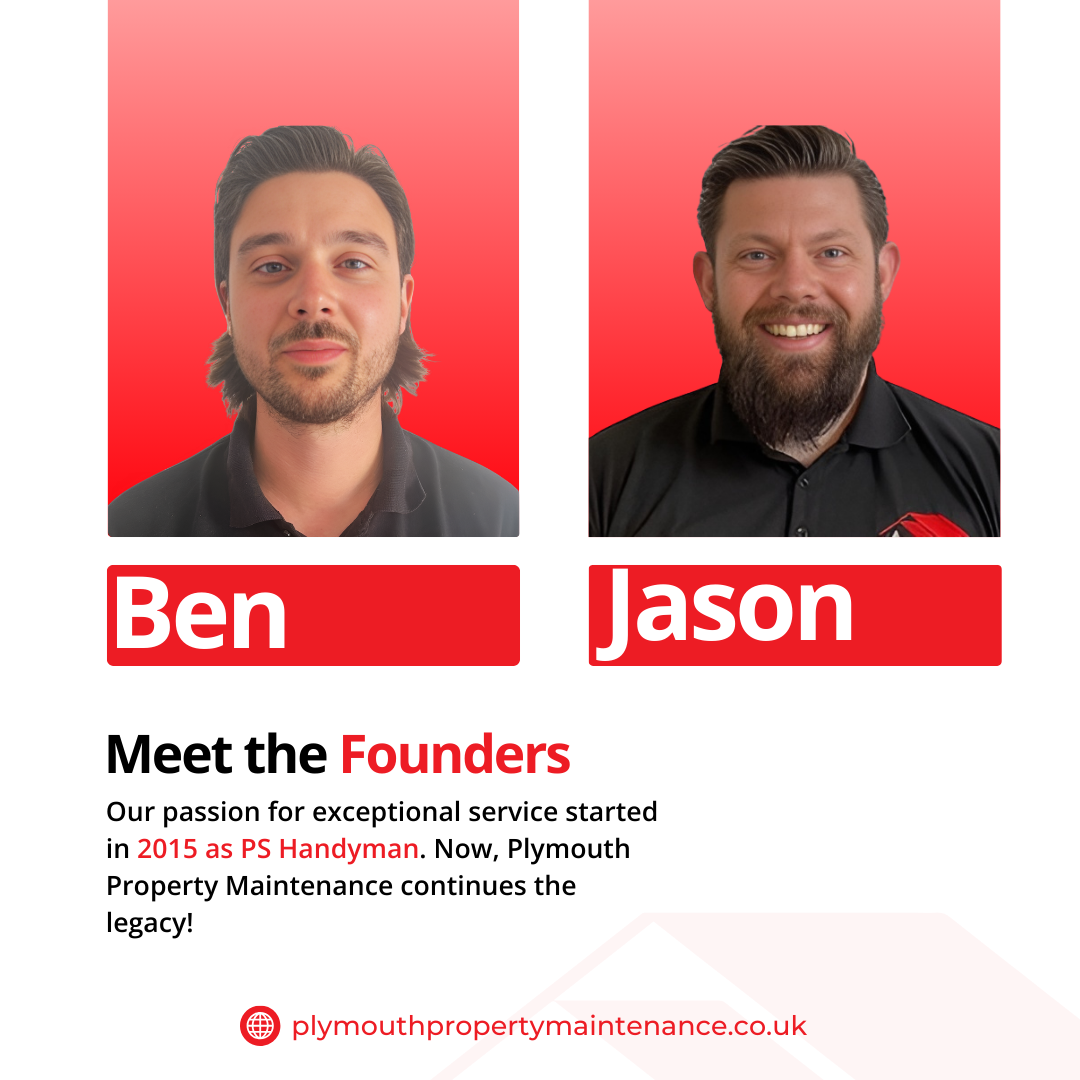 Ben
Jason
Meet the Founders
Our passion for exceptional service started
in 2015 as PS Handyman. Now, Plymouth
Property Maintenance continues the
legacy!
plymouthpropertymaintenance.co.uk